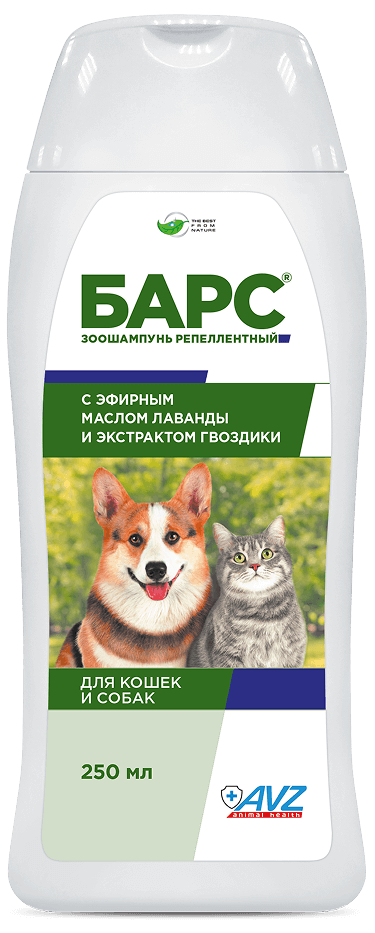 THE BEST
FROM
NATURE
БАРС®
ЗООШАМПУНЬ РЕПЕЛЛЕНТНЫЙ
С ЭФИРНЫМ
МАСЛОМ ЛАВАНДЫ
И ЭКСТРАКТОМ ГВОЗДИКИ
ДЛЯ КОШЕК
И СОБАК
250 мл
AVZ
animal health